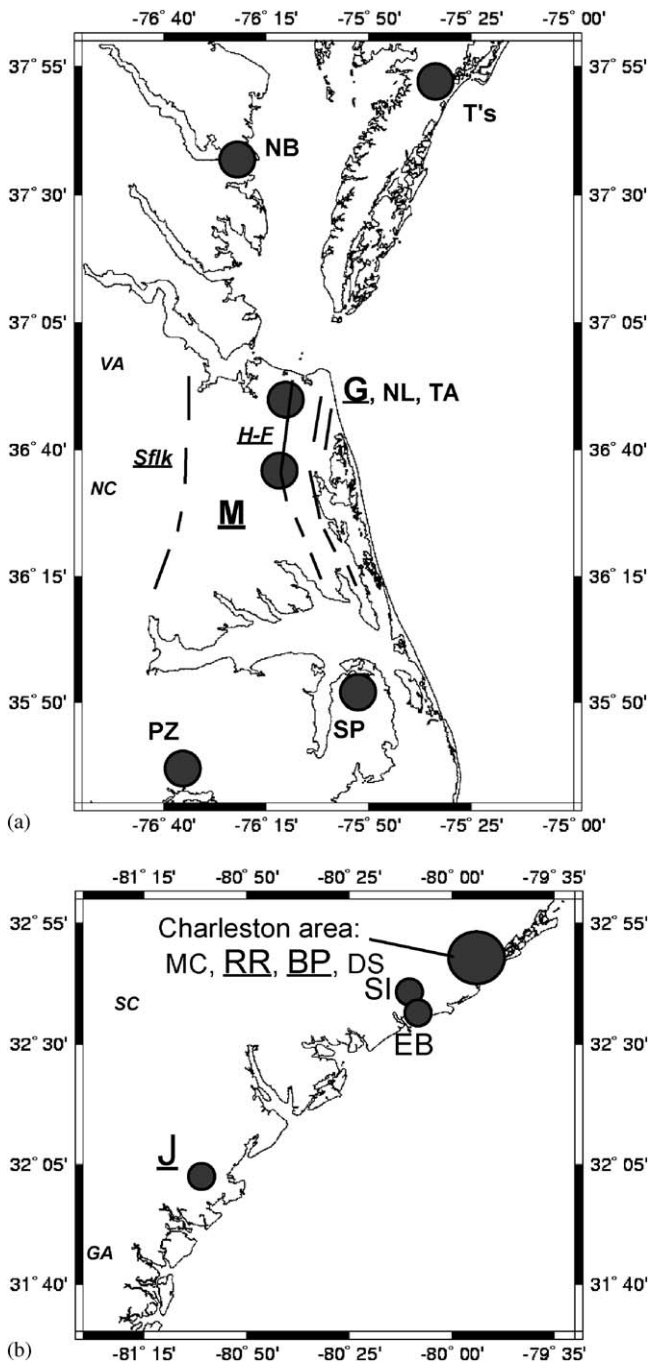 -76° 40' -76° 15' -75° 50' -75° 25' -75° 00'
37° 55' 37° 55'
T's
NB
37° 30' 37° 30'
37° 05' 37° 05'
VA
G, NL, TA
H-F
36° 40' 36° 40'
Sflk
NC
M
36° 15' 36° 15'
35° 50' 35° 50'
PZ
SP
(a)
-76° 40' -76° 15' -75° 50' -75° 25' -75° 00'
-81° 15' -80° 50' -80° 25' -80° 00' -79° 35'
32° 55' 32° 55'
Charleston area:
MC, RR, BP, DS
SI
SC
32° 30' 32° 30'
EB
J
32° 05' 32° 05'
GA
31° 40' 31° 40'
(b)
-81° 15' -80° 50' -80° 25' -80° 00' -79° 35'